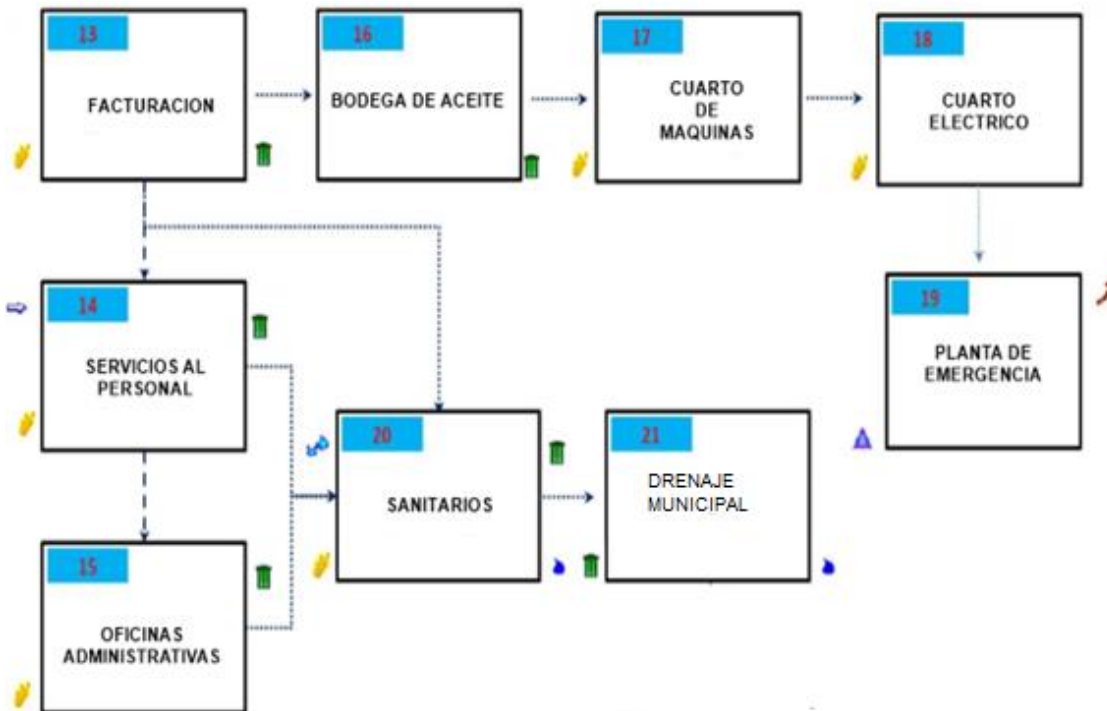 13
FACTURACION
16
BODEGA DE ACEITE
17
CUARTO
DE
MAQUINAS
18
CUARTO
ELECTRICO
14
SERVICIOS AL
PERSONAL
19
PLANTA DE
EMERGENCIA
20
SANITARIOS
21
DRENAJE
MUNICIPAL
15
OFICINAS
ADMINISTRATIVAS